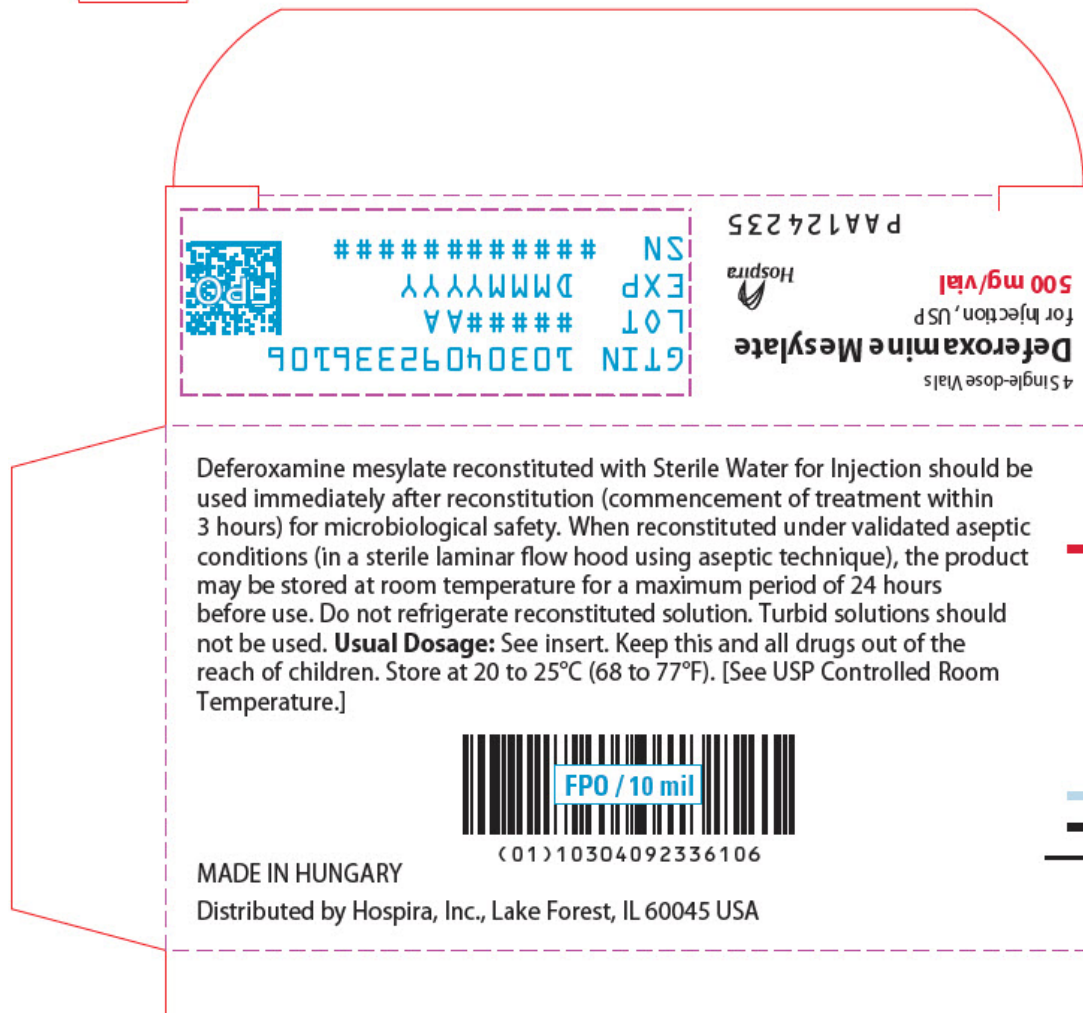 4 Single-dose Vials
Deferoxamine Mesylate
for Injection, USP
500 mg/vial
Hospira
PAA124235
GTIN 10304092336106
LOT ######AA
EXP DMMMYYYY
SN ############
FPO
Deferoxamine mesylate reconstituted with Sterile Water for Injection should be
used immediately after reconstitution (commencement of treatment within
3 hours) for microbiological safety. When reconstituted under validated aseptic
conditions (in a sterile laminar flow hood using aseptic technique), the product
may be stored at room temperature for a maximum period of 24 hours
before use. Do not refrigerate reconstituted solution. Turbid solutions should
not be used. Usual Dosage: See insert. Keep this and all drugs out of the
reach of children. Store at 20 to 25°C (68 to 77°F). [See USP Controlled Room
Temperature.]
FPO / 10 mil
(01)10304092336106
MADE IN HUNGARY
Distributed by Hospira, Inc., Lake Forest, IL 60045 USA